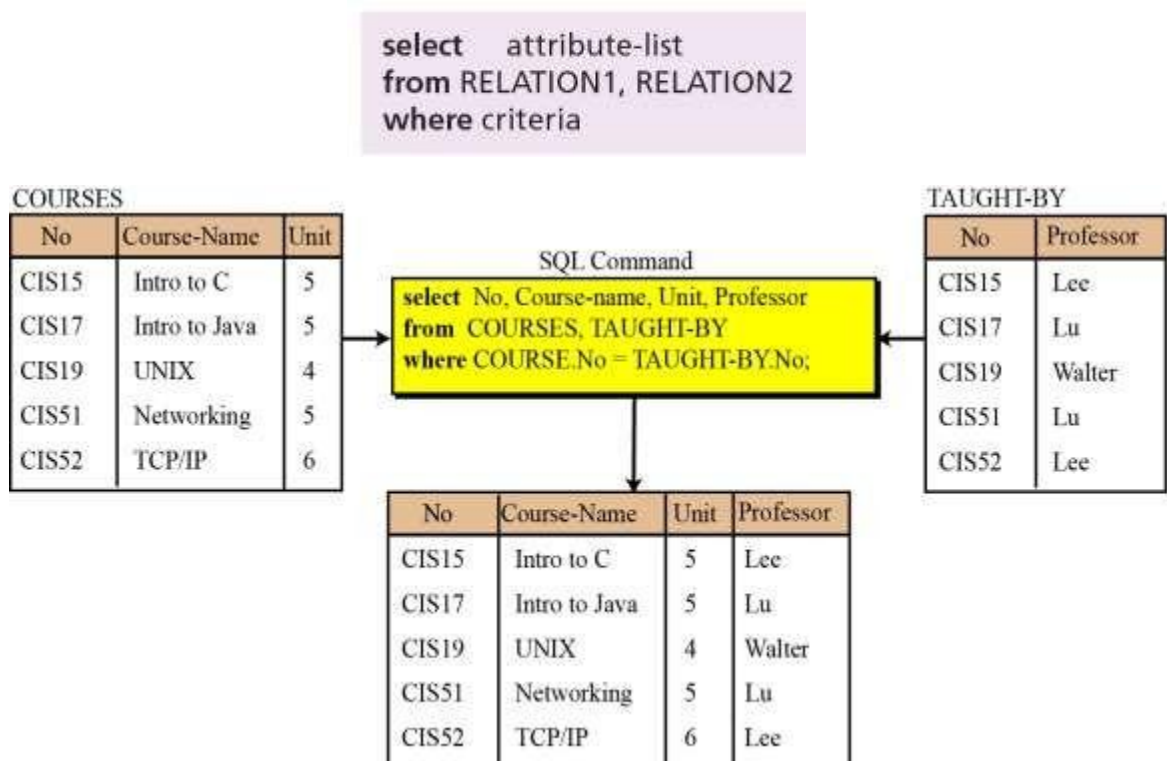 select attribute-list
from RELATION1, RELATION2
where criteria
COURSES
No Course-Name Unit
CIS15 Intro to C 5
CIS17 Intro to Java 5
CIS19 UNIX 4
CIS51 Networking 5
CIS52 TCP/IP 6
SQL Command
select No, Course-name, Unit, Professor
from COURSES, TAUGHT-BY
where COURSE.No = TAUGHT-BY.No;
TAUGHT-BY
No Professor
CIS15 Lee
CIS17 Lu
CIS19 Walter
CIS51 Lu
CIS52 Lee
No Course-Name Unit Professor
CIS15 Intro to C 5 Lee
CIS17 Intro to Java 5 Lu
CIS19 UNIX 4 Walter
CIS51 Networking 5 Lu
CIS52 TCP/IP 6 Lee